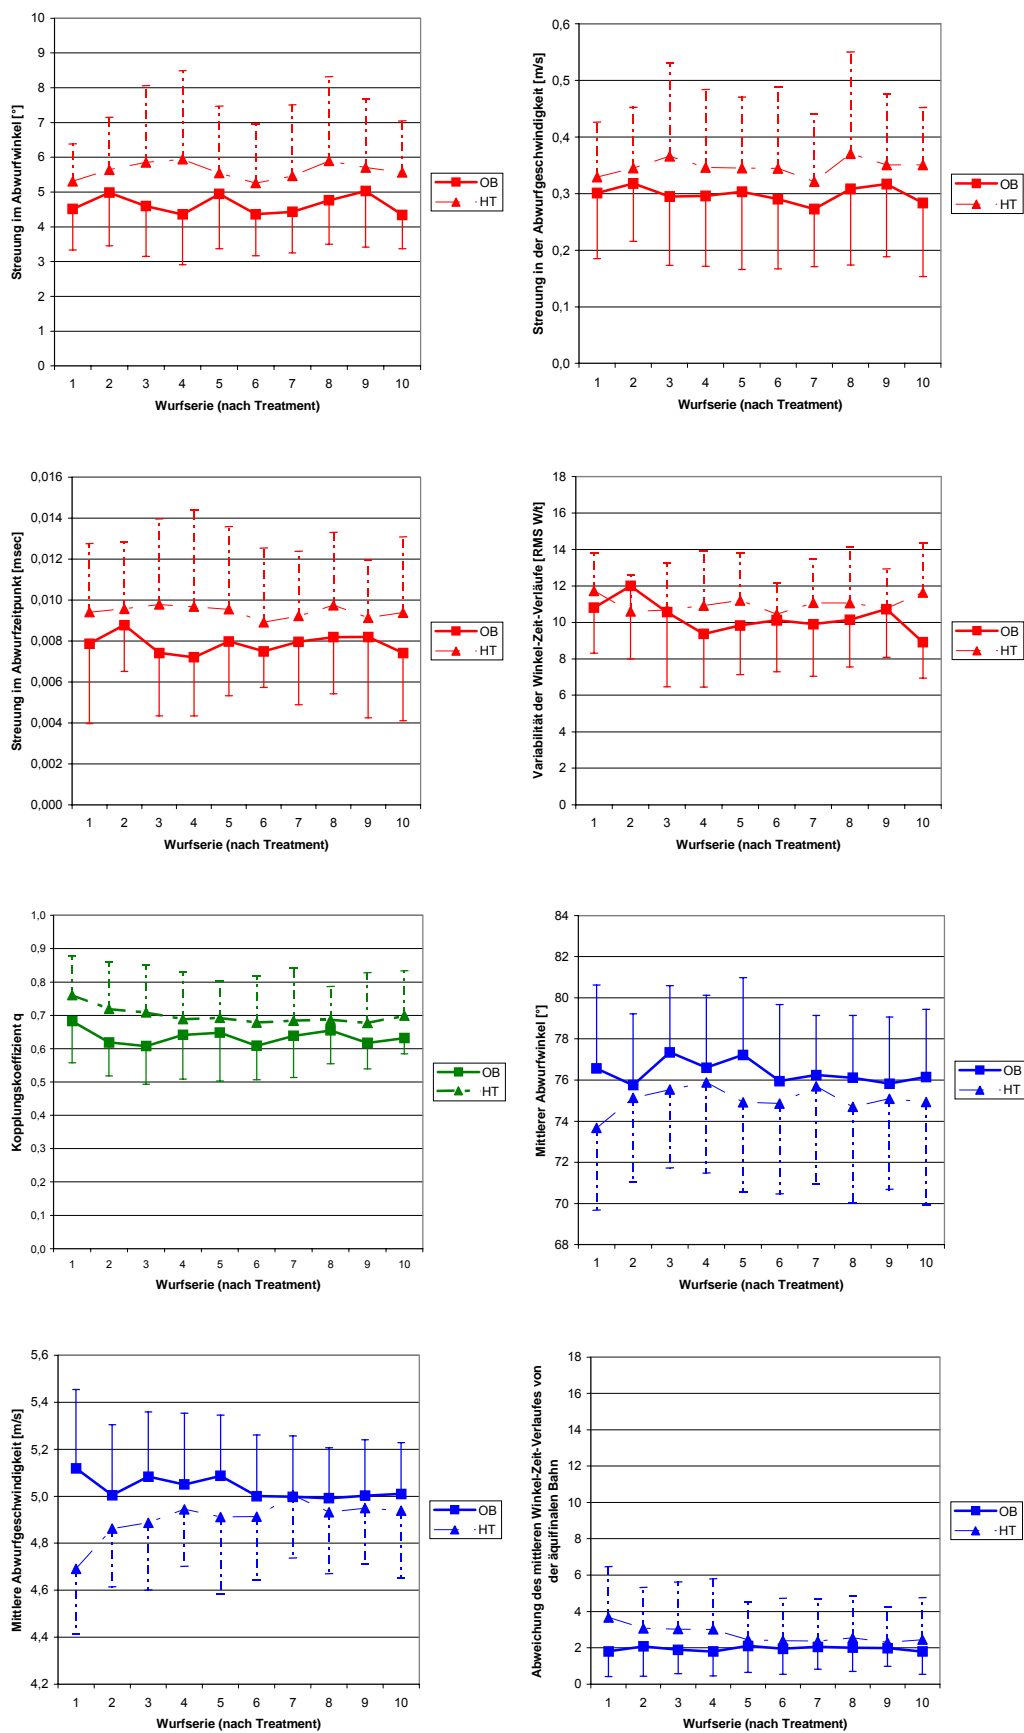 Streuung im Abwurfwinkel [°]
10
9
8
7
6
5
4
3
2
1
0
1 2 3 4 5 6 7 8 9 10
Wurfserie (nach Treatment)
OB
HT
Streuung in der Abwurfgeschwindigkeit [m/s]
0,6
0,5
0,4
0,3
0,2
0,1
0,0
1 2 3 4 5 6 7 8 9 10
Wurfserie (nach Treatment)
OB
HT
Streuung im Abwurfzeitpunkt [msec]
0,016
0,014
0,012
0,010
0,008
0,006
0,004
0,002
0,000
1 2 3 4 5 6 7 8 9 10
Wurfserie (nach Treatment)
OB
HT
Variabilität der Winkel-Zeit-Verläufe [RMS W/t]
18
16
14
12
10
8
6
4
2
0
1 2 3 4 5 6 7 8 9 10
Wurfserie (nach Treatment)
OB
HT
Kopplungskoeffizient q
1,0
0,9
0,8
0,7
0,6
0,5
0,4
0,3
0,2
0,1
0,0
1 2 3 4 5 6 7 8 9 10
Wurfserie (nach Treatment)
OB
HT
Mittlerer Abwurfwinkel [°]
84
82
80
78
76
74
72
70
68
1 2 3 4 5 6 7 8 9 10
Wurfserie (nach Treatment)
OB
HT
Mittlere Abwurfgeschwindigkeit [m/s]
5,6
5,4
5,2
5,0
4,8
4,6
4,4
4,2
1 2 3 4 5 6 7 8 9 10
Wurfserie (nach Treatment)
OB
HT
Abweichung des mittleren Winkel-Zeit-Verlaufes von
der äquifinalen Bahn
18
16
14
12
10
8
6
4
2
0
1 2 3 4 5 6 7 8 9 10
Wurfserie (nach Treatment)
OB
HT